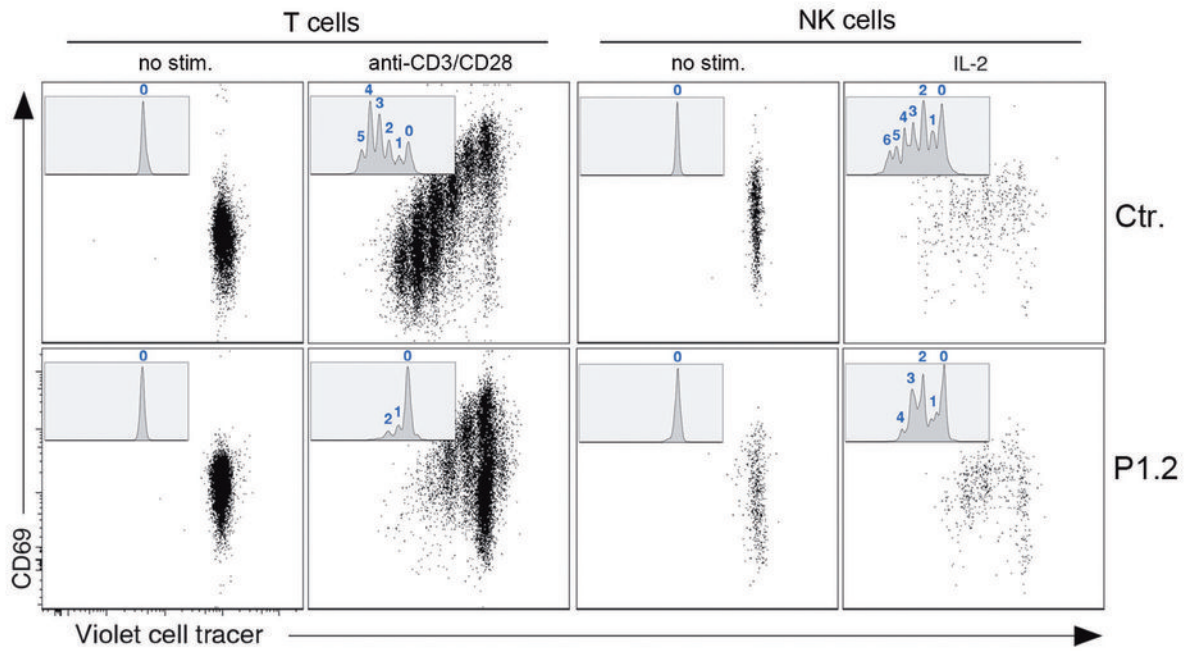 T cells
NK cells
no stim.
anti-CD3/CD28
no stim.
IL-2
0
4
3
2
1
0
5
0
2
0
1
3
4
5
6
Ctr.
0
0
1
2
0
2
0
3
1
4
P1.2
CD69
Violet cell tracer